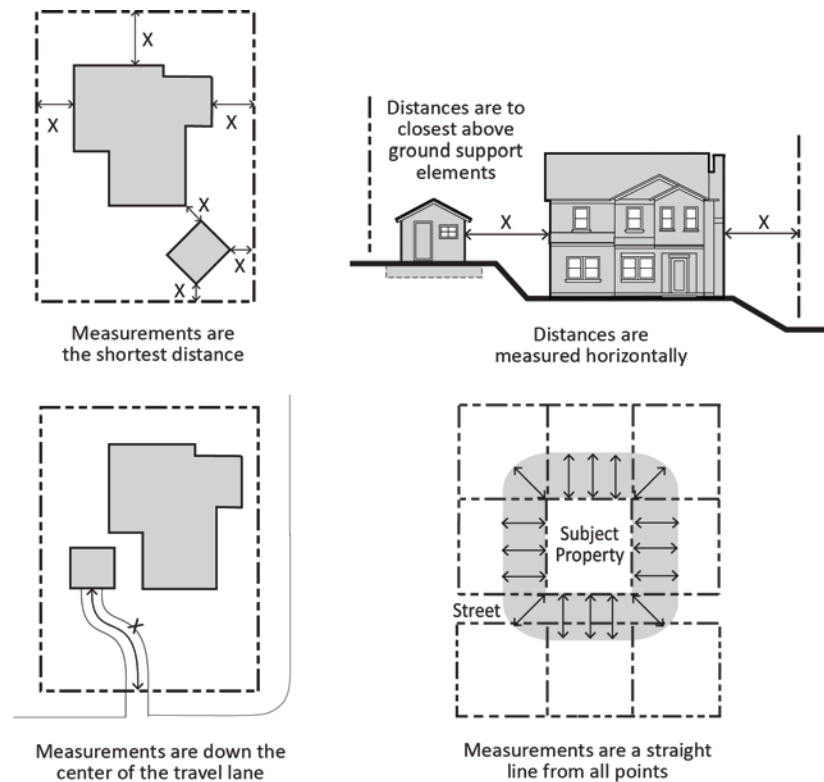 X
X
X
X
X
X
Measurements are
the shortest distance
Distances are to
closest above
ground support
elements
X
X
Distances are
measured horizontally
X
Measurements are down the
center of the travel lane
Subject
Property
Street
Measurements are a straight
line from all points